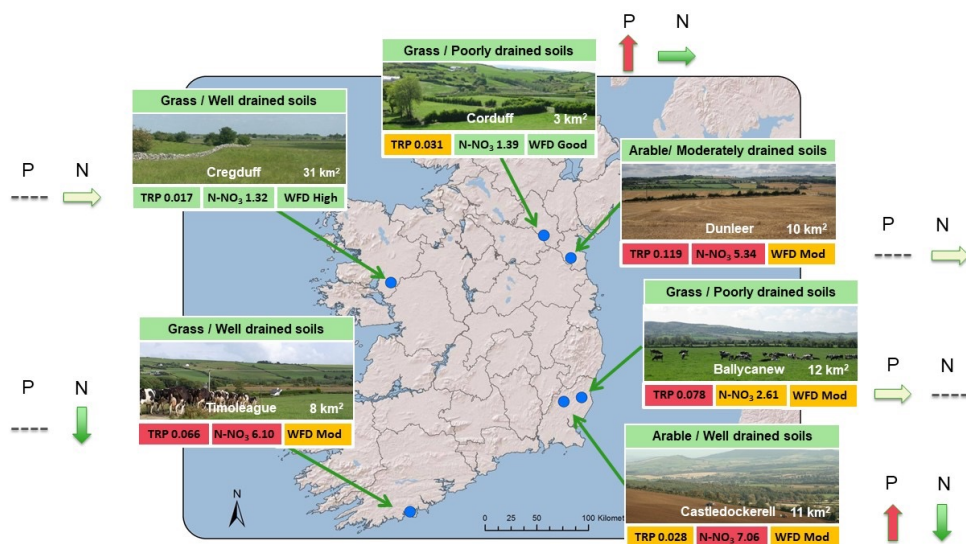 P N
Grass / Poorly drained soils
Corduff 3 km²
TRP 0.031 N-NO₃ 1.39 WFD Good
Grass / Well drained soils
Cregduff 31 km²
TRP 0.017 N-NO₃ 1.32 WFD High
P N
Arable/ Moderately drained soils
Dunleer 10 km²
TRP 0.119 N-NO₃ 5.34 WFD Mod
P N
Grass / Poorly drained soils
Ballycanew 12 km²
TRP 0.078 N-NO₃ 2.61 WFD Mod
P N
Grass / Well drained soils
Timoleague 8 km²
TRP 0.066 N-NO₃ 6.10 WFD Mod
P N
Arable / Well drained soils
Castledockerell 11 km²
TRP 0.028 N-NO₃ 7.06 WFD Mod
P N
N
0 25 50 100 Kilomet